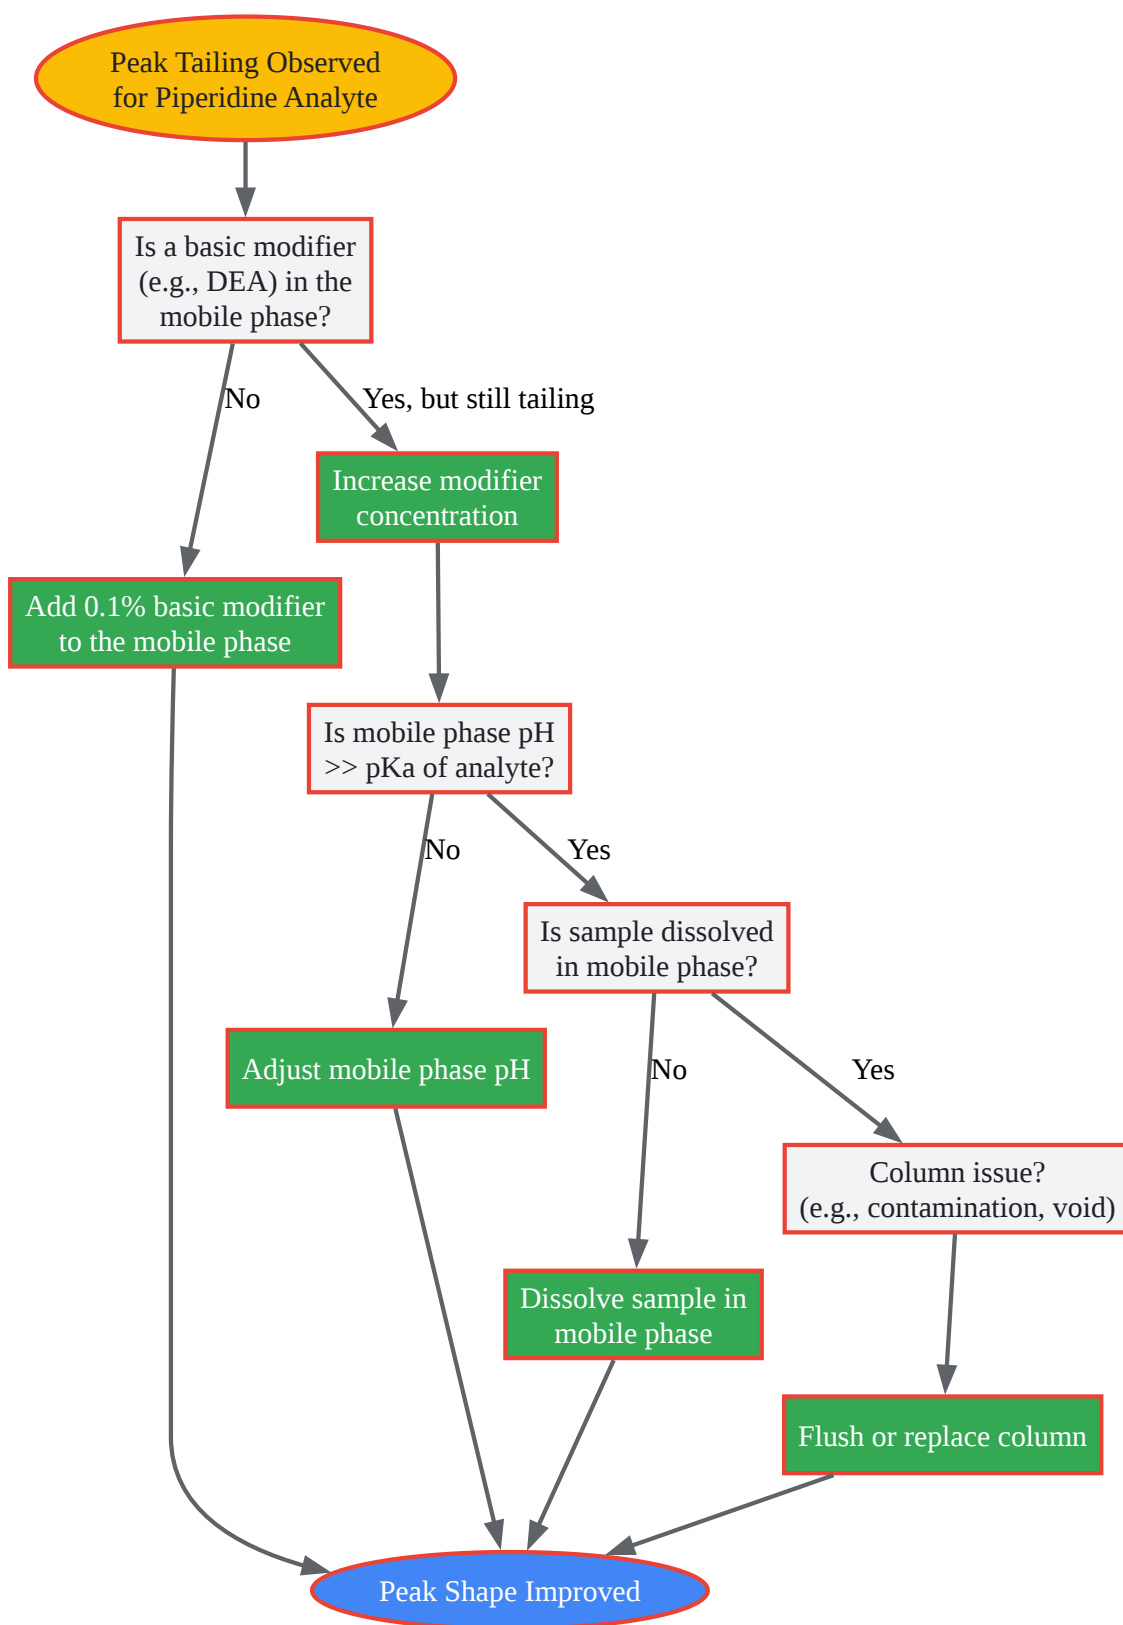 Peak Tailing Observed
for Piperidine Analyte
Is a basic modifier
(e.g., DEA) in the
mobile phase?
No
Yes, but still tailing
Increase modifier
concentration
Add 0.1% basic modifier
to the mobile phase
Is mobile phase pH
>> pKa of analyte?
No
Yes
Is sample dissolved
in mobile phase?
Adjust mobile phase pH
No
Yes
Column issue?
(e.g., contamination, void)
Dissolve sample in
mobile phase
Flush or replace column
Peak Shape Improved